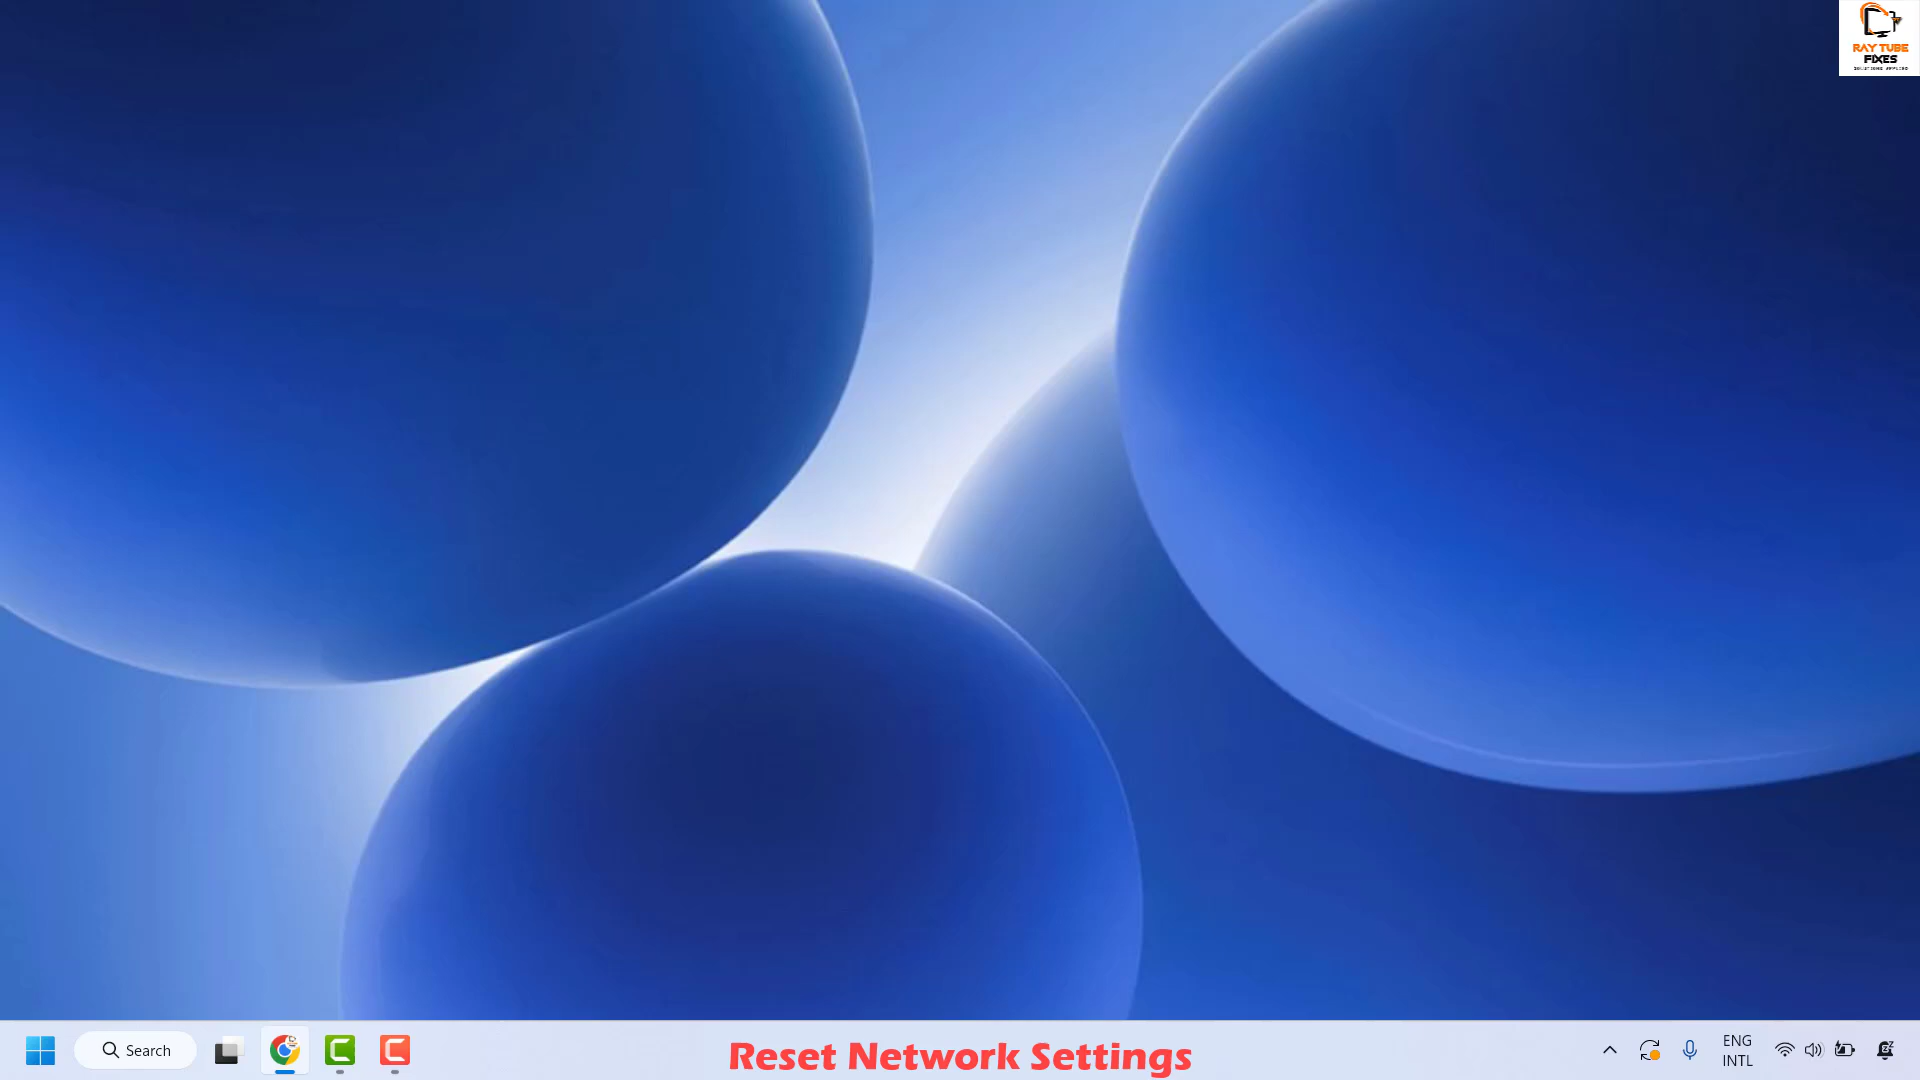 RAY TUBE
FIXES
Search
Reset Network Settings
ENG
INTL